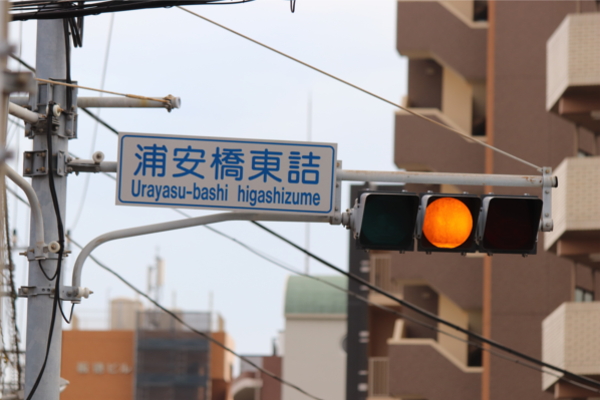 浦安橋東詰
Urayasu-bashi higashizume